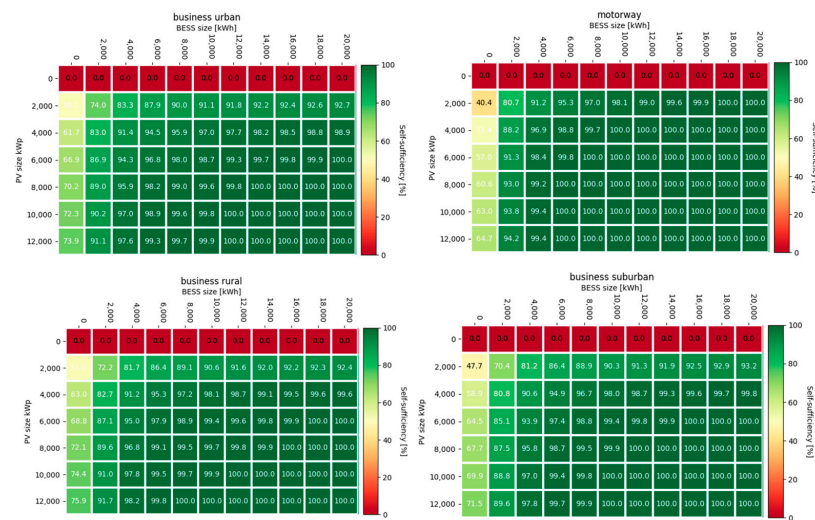 business urban
BESS size [kWh]
0 2,000 4,000 6,000 8,000 10,000 12,000 14,000 16,000 18,000 20,000
0 0.0 0.0 0.0 0.0 0.0 0.0 0.0 0.0 0.0 0.0 0.0
2,000 74.0 83.3 87.9 90.0 91.1 91.8 92.2 92.4 92.6 92.7
4,000 61.7 83.0 91.4 94.5 95.9 97.0 97.7 98.2 98.5 98.8 98.9
6,000 66.9 86.9 94.3 96.8 98.0 98.7 99.3 99.7 99.8 99.9 100.0
8,000 70.2 89.0 95.9 98.2 99.0 99.6 99.8 100.0 100.0 100.0 100.0
10,000 72.3 90.2 97.0 98.9 99.6 99.8 100.0 100.0 100.0 100.0 100.0
12,000 73.9 91.1 97.6 99.3 99.7 99.9 100.0 100.0 100.0 100.0 100.0
PV size kWp
100
80
60
40
20
0
Self-sufficiency [%]
motorway
BESS size [kWh]
0 2,000 4,000 6,000 8,000 10,000 12,000 14,000 16,000 18,000 20,000
0 0.0 0.0 0.0 0.0 0.0 0.0 0.0 0.0 0.0 0.0 0.0
2,000 40.4 80.7 91.2 95.3 97.0 98.1 99.0 99.6 99.9 100.0 100.0
4,000 88.2 96.9 98.8 99.7 100.0 100.0 100.0 100.0 100.0 100.0
6,000 91.3 98.4 99.8 100.0 100.0 100.0 100.0 100.0 100.0 100.0
8,000 60.6 93.0 99.2 100.0 100.0 100.0 100.0 100.0 100.0 100.0 100.0
10,000 63.0 93.8 99.4 100.0 100.0 100.0 100.0 100.0 100.0 100.0 100.0
12,000 64.7 94.2 99.4 100.0 100.0 100.0 100.0 100.0 100.0 100.0 100.0
PV size kWp
100
80
60
40
20
0
business rural
BESS size [kWh]
0 2,000 4,000 6,000 8,000 10,000 12,000 14,000 16,000 18,000 20,000
0 0.0 0.0 0.0 0.0 0.0 0.0 0.0 0.0 0.0 0.0 0.0
2,000 72.2 81.7 86.4 89.1 90.6 91.6 92.0 92.2 92.3 92.4
4,000 63.0 82.7 91.2 95.3 97.2 98.1 98.7 99.1 99.5 99.6 99.6
6,000 68.8 87.1 95.0 97.9 98.9 99.4 99.6 99.8 100.0 100.0 100.0
8,000 72.1 89.6 96.8 99.1 99.5 99.8 99.9 100.0 100.0 100.0
10,000 74.4 91.0 97.8 99.5 99.7 99.9 100.0 100.0 100.0 100.0 100.0
12,000 75.9 91.7 98.2 99.8 100.0 100.0 100.0 100.0 100.0 100.0 100.0
PV size kWp
100
80
60
40
20
0
Self-sufficiency [%]
business suburban
BESS size [kWh]
0 2,000 4,000 6,000 8,000 10,000 12,000 14,000 16,000 18,000 20,000
0 0.0 0.0 0.0 0.0 0.0 0.0 0.0 0.0 0.0 0.0 0.0
2,000 47.7 70.4 81.2 86.4 88.9 90.3 91.3 91.9 92.5 92.9 93.2
4,000 80.8 90.6 94.9 96.7 98.0 98.7 99.3 99.6 99.7 99.8
6,000 64.5 85.1 93.9 97.4 98.5 99.4 99.8 99.9 100.0 100.0 100.0
8,000 67.7 87.5 95.8 98.7 99.5 99.8 99.9 100.0 100.0 100.0 100.0
10,000 69.9 88.8 97.0 99.4 99.8 100.0 100.0 100.0 100.0 100.0
12,000 71.5 89.6 97.8 99.7 99.9 100.0 100.0 100.0 100.0 100.0 100.0
PV size kWp
100
80
60
40
20
0
Self-sufficiency [%]